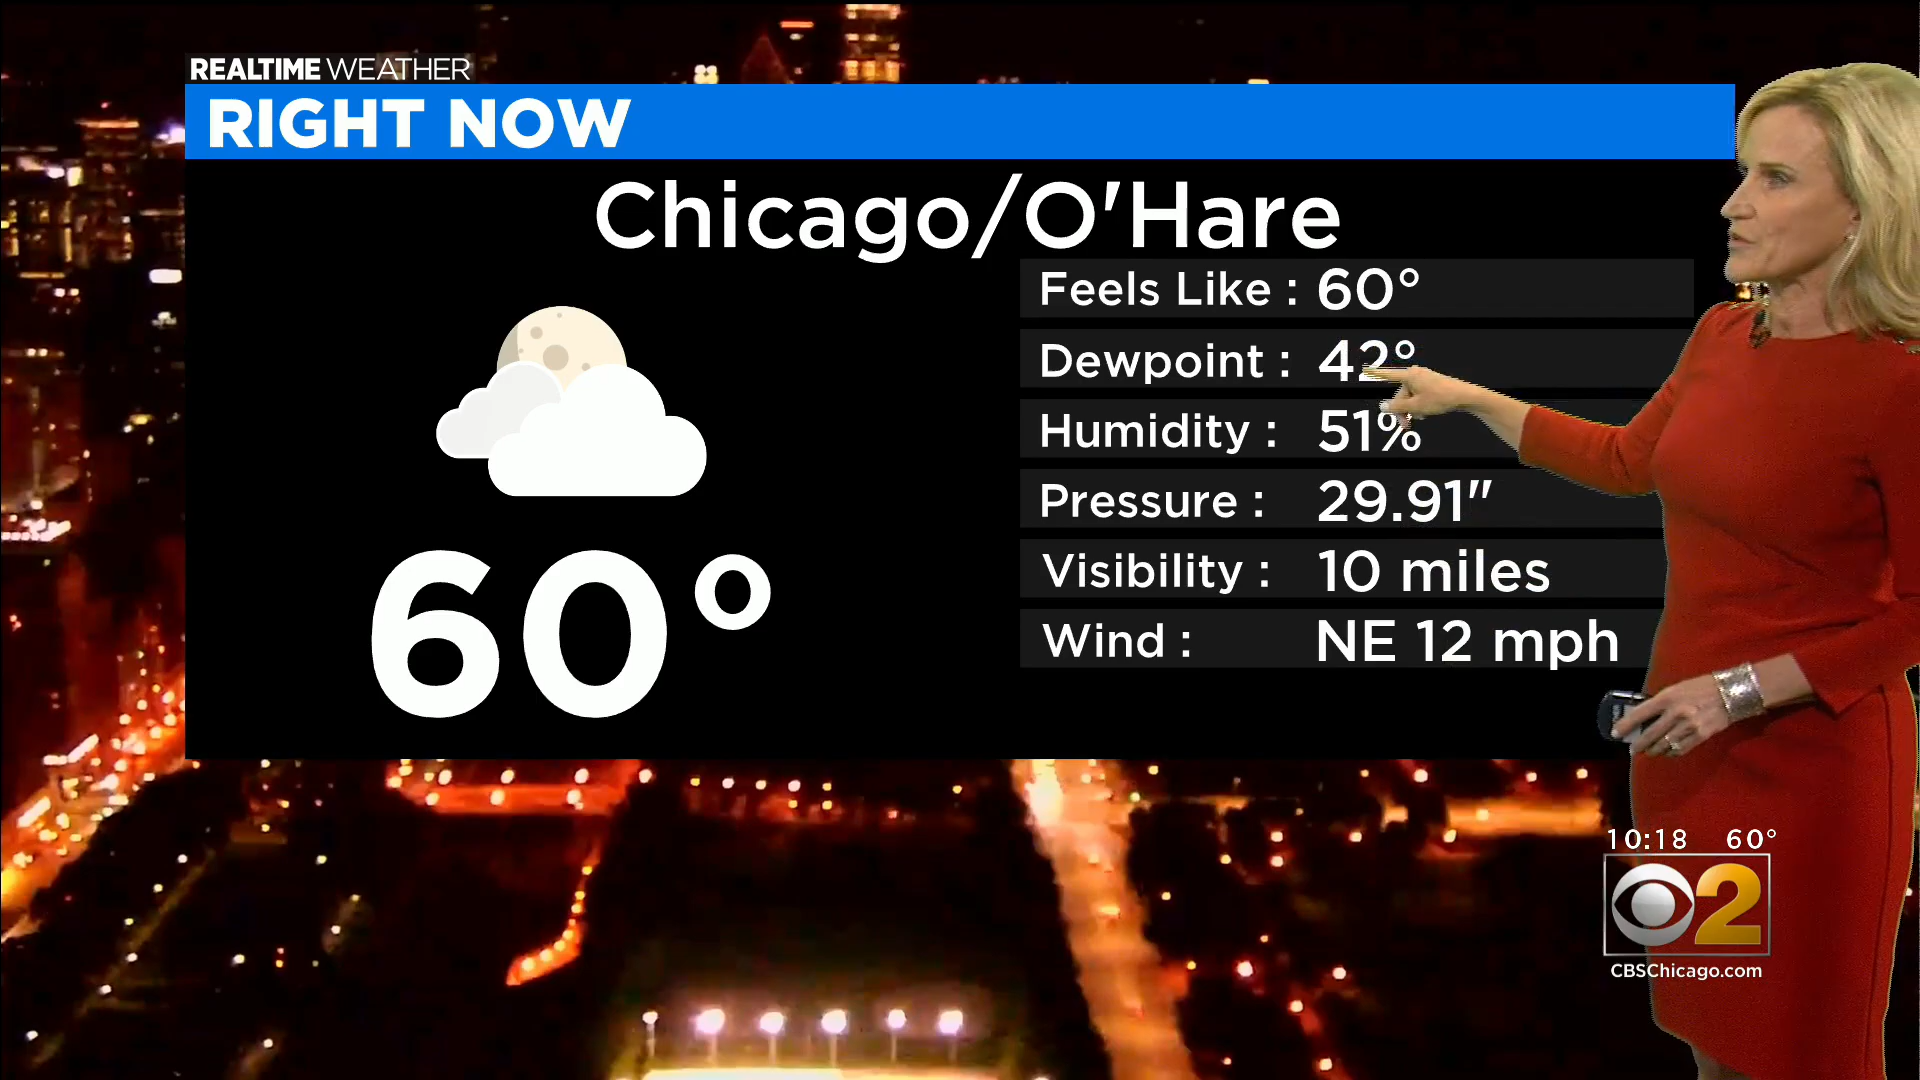 REALTIME WEATHER
RIGHT NOW
Chicago/O'Hare
60°
Feels Like : 60°
Dewpoint : 42°
Humidity : 51%
Pressure : 29.91"
Visibility : 10 miles
Wind : NE 12 mph
10:18 60°
2
CBSChicago.com